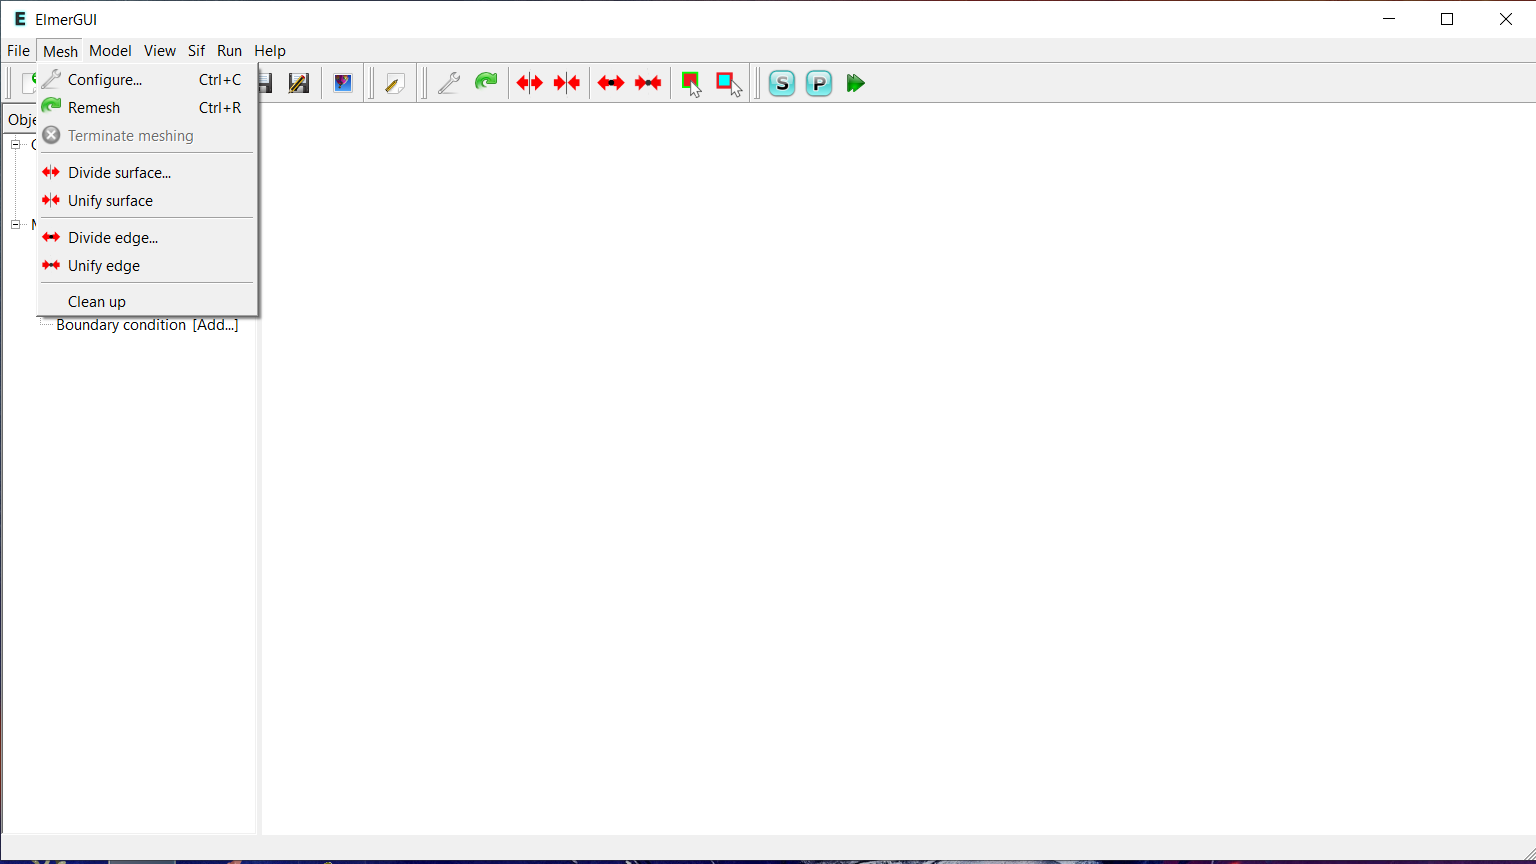 E ElmerGUI
File Mesh Model View Sif Run Help
Configure... Ctrl+C
Remesh Ctrl+R
Terminate meshing
Divide surface...
Unify surface
Divide edge...
Unify edge
Clean up
S P
Boundary condition [Add...]